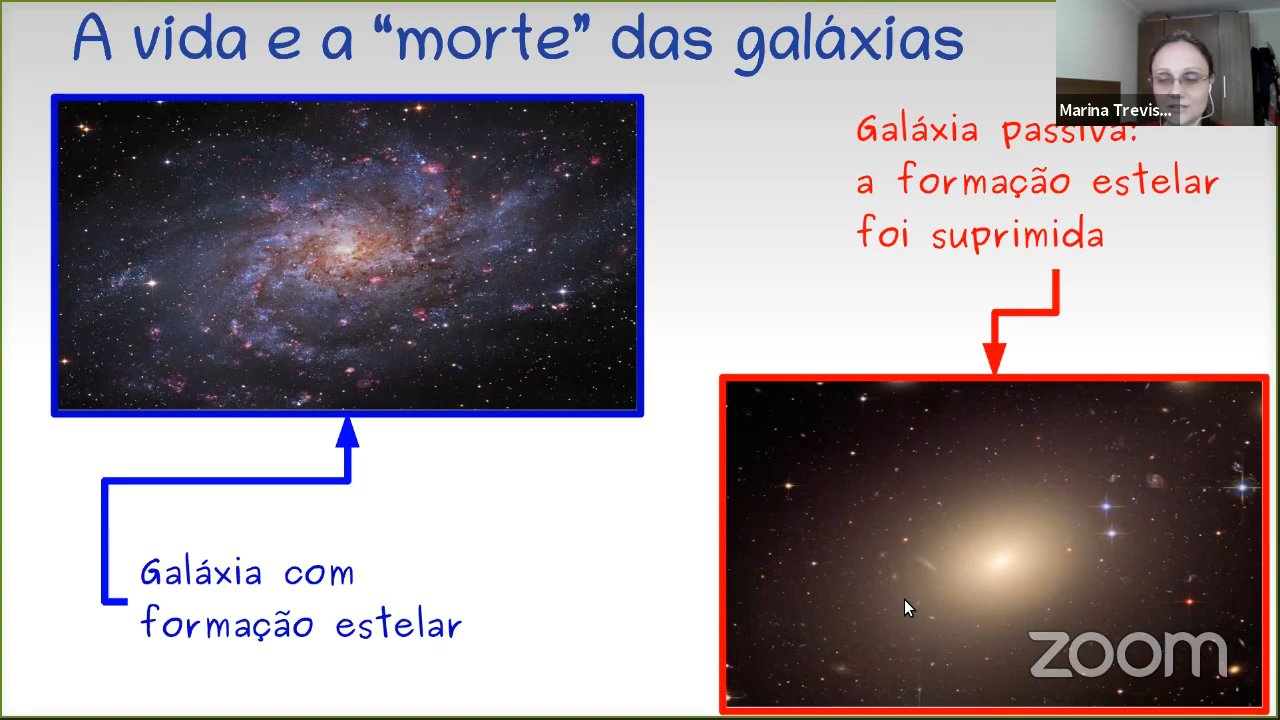 A vida e a “morte” das galáxias
Marina Trevis...
Galáxia passiva:
a formação estelar
foi suprimida
Galáxia com
formação estelar
zoom